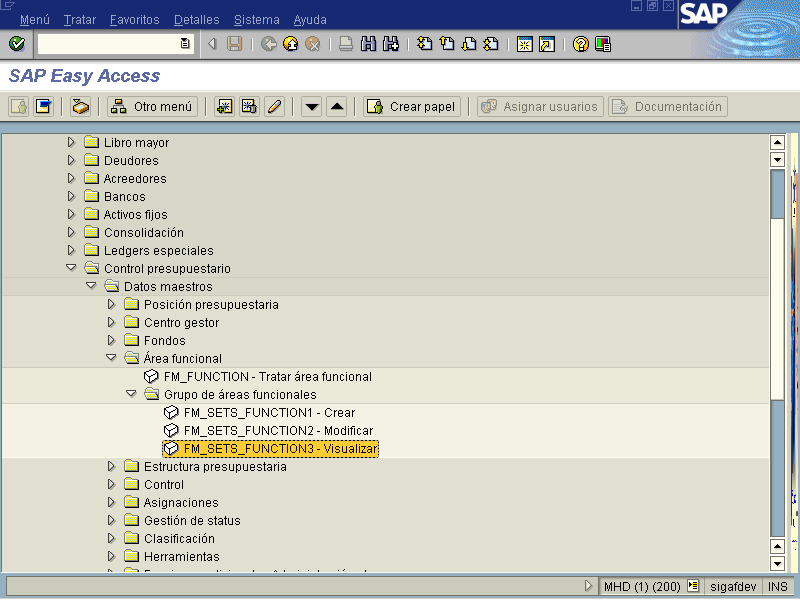 Menú Tratar Favoritos Detalles Sistema Ayuda
SAP
SAP Easy Access
Otro menú Crear papel Asignar usuarios Documentación
Libro mayor
Deudores
Acreedores
Bancos
Activos fijos
Consolidación
Ledgers especiales
Control presupuestario
Datos maestros
Posición presupuestaria
Centro gestor
Fondos
Área funcional
FM_FUNCTION - Tratar área funcional
Grupo de áreas funcionales
FM_SETS_FUNCTION1 - Crear
FM_SETS_FUNCTION2 - Modificar
FM_SETS_FUNCTION3 - Visualizar
Estructura presupuestaria
Control
Asignaciones
Gestión de status
Clasificación
Herramientas
MHD (1) (200) sigafdev INS